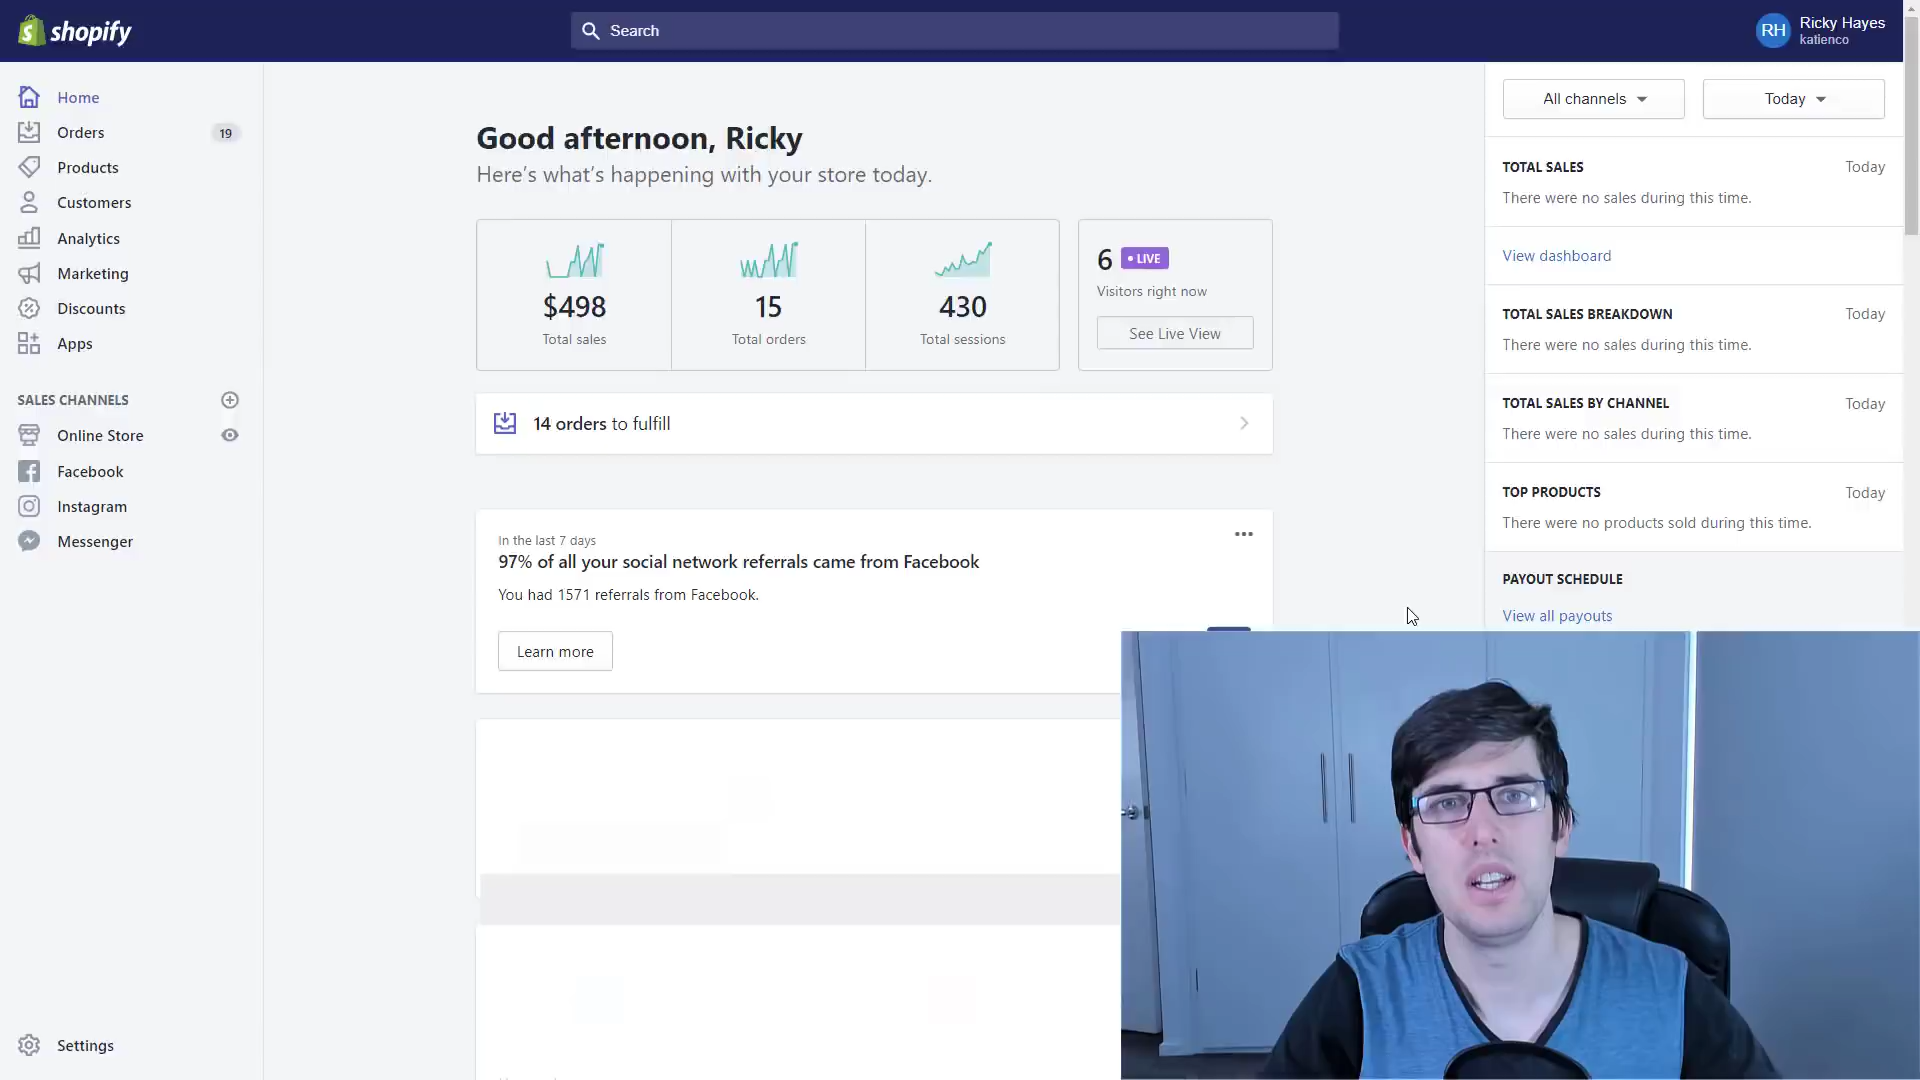 shopify
Search
RH
Ricky Hayes
katienco
Home
Orders 19
Products
Customers
Analytics
Marketing
Discounts
Apps
SALES CHANNELS
Online Store
Facebook
Instagram
Messenger
Settings
Good afternoon, Ricky
Here's what's happening with your store today.
$498
Total sales
15
Total orders
430
Total sessions
6 LIVE
Visitors right now
See Live View
14 orders to fulfill
In the last 7 days
97% of all your social network referrals came from Facebook
You had 1571 referrals from Facebook.
Learn more
All channels
Today
TOTAL SALES Today
There were no sales during this time.
View dashboard
TOTAL SALES BREAKDOWN Today
There were no sales during this time.
TOTAL SALES BY CHANNEL Today
There were no sales during this time.
TOP PRODUCTS Today
There were no products sold during this time.
PAYOUT SCHEDULE
View all payouts